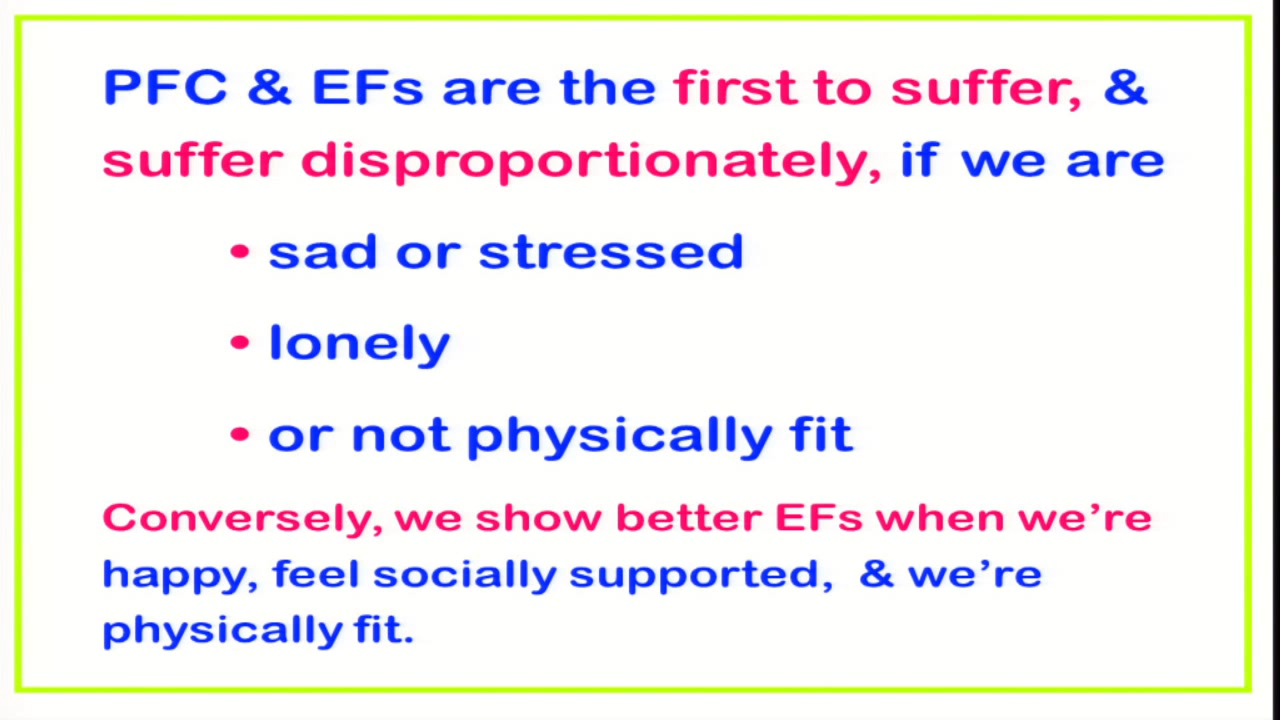 PFC & EFs are the first to suffer, &
suffer disproportionately, if we are
• sad or stressed
• lonely
• or not physically fit
Conversely, we show better EFs when we’re
happy, feel socially supported, & we’re
physically fit.